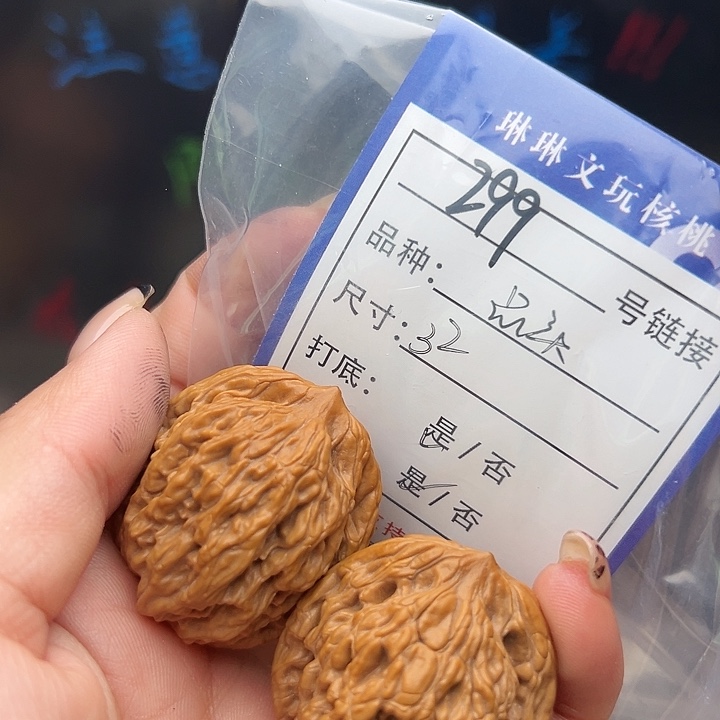 琳琳文玩核桃
299
号链接
品种:
尺寸: 32
打底: 是/否
是/否